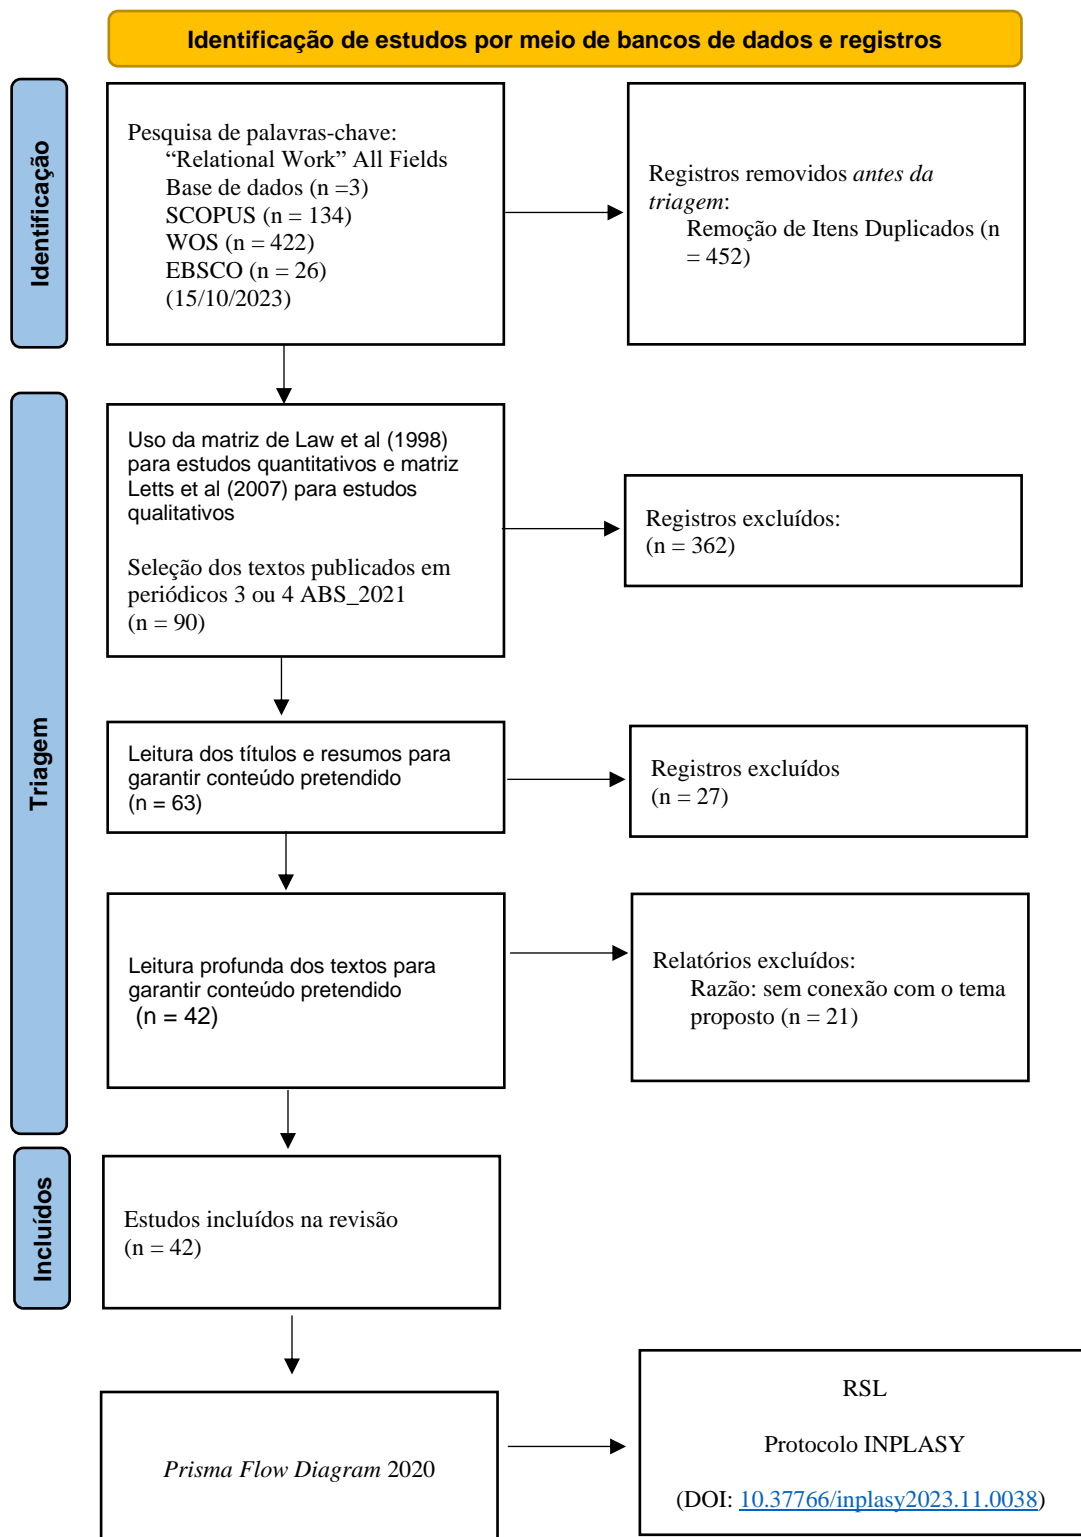 Identificação de estudos por meio de bancos de dados e registros
Identificação
Pesquisa de palavras-chave:
“Relational Work” All Fields
Base de dados (n =3)
SCOPUS (n = 134)
WOS (n = 422)
EBSCO (n = 26)
(15/10/2023)
Registros removidos antes da
triagem:
Remoção de Itens Duplicados (n
= 452)
Triagem
Uso da matriz de Law et al (1998)
para estudos quantitativos e matriz
Letts et al (2007) para estudos
qualitativos
Seleção dos textos publicados em
periódicos 3 ou 4 ABS_2021
(n = 90)
Registros excluídos:
(n = 362)
Leitura dos títulos e resumos para
garantir conteúdo pretendido
(n = 63)
Registros excluídos
(n = 27)
Leitura profunda dos textos para
garantir conteúdo pretendido
(n = 42)
Relatórios excluídos:
Razão: sem conexão com o tema
proposto (n = 21)
Incluídos
Estudos incluídos na revisão
(n = 42)
Prisma Flow Diagram 2020
RSL
Protocolo INPLASY
(DOI: 10.37766/inplasy2023.11.0038)